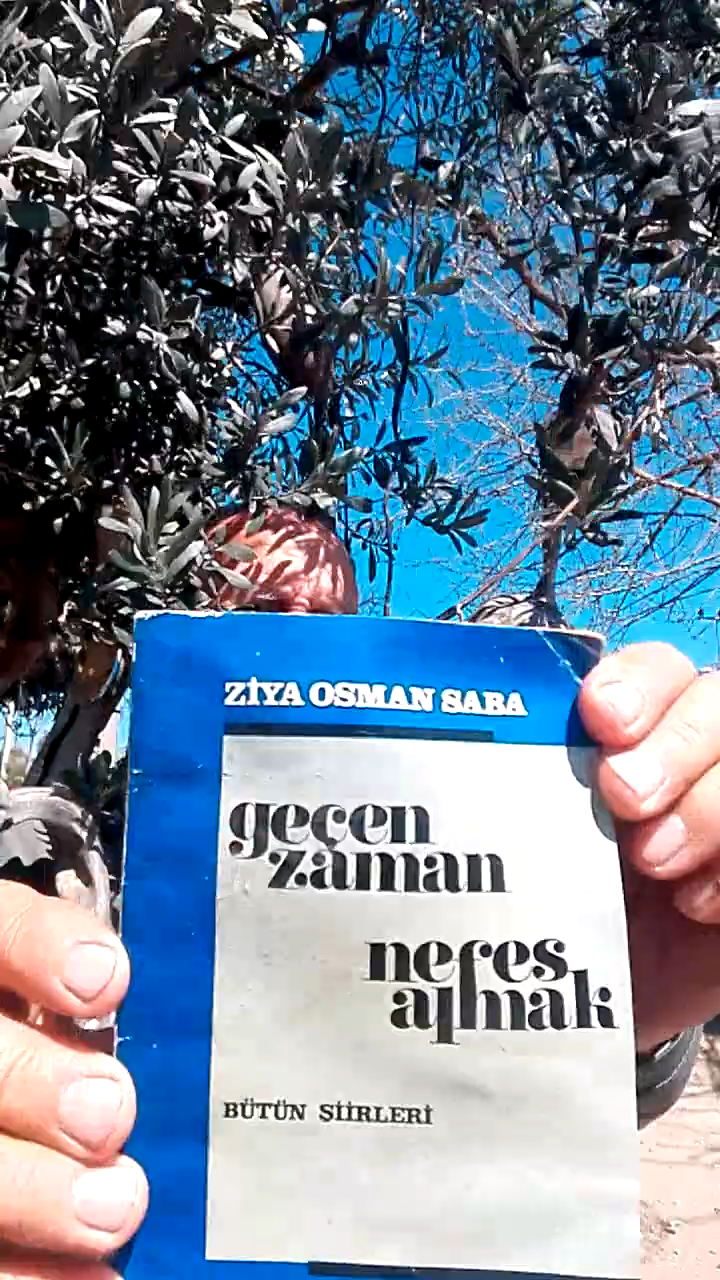 ZİYA OSMAN SABA
geçen
zaman
nefes
almak
BÜTÜN ŞİİRLERİ